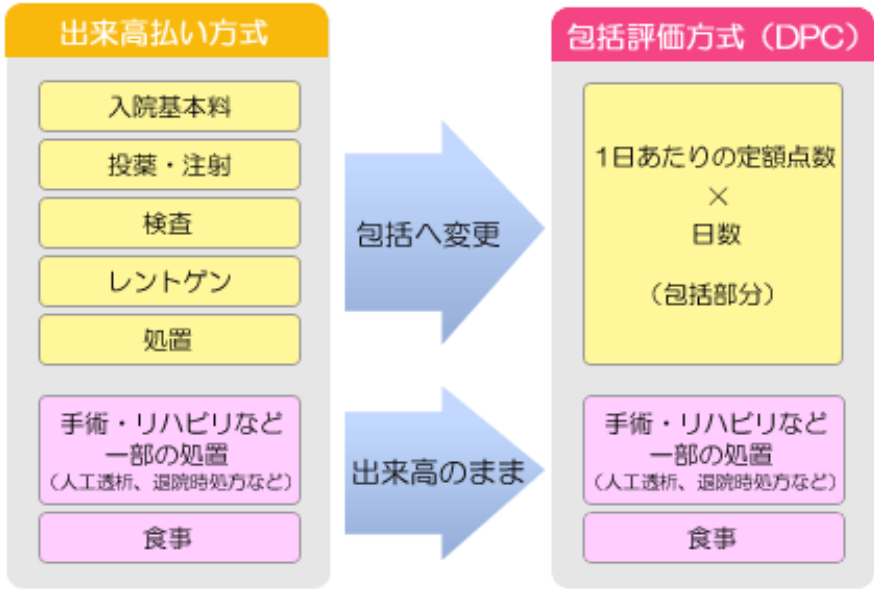 出来高払い方式
入院基本料
投薬・注射
検査
レントゲン
処置
手術・リハビリなど
一部の処置
（人工透析、退院時処方など）
食事
包括へ変更
出来高のまま
包括評価方式（DPC）
1日あたりの定額点数
×
日数
（包括部分）
手術・リハビリなど
一部の処置
（人工透析、退院時処方など）
食事